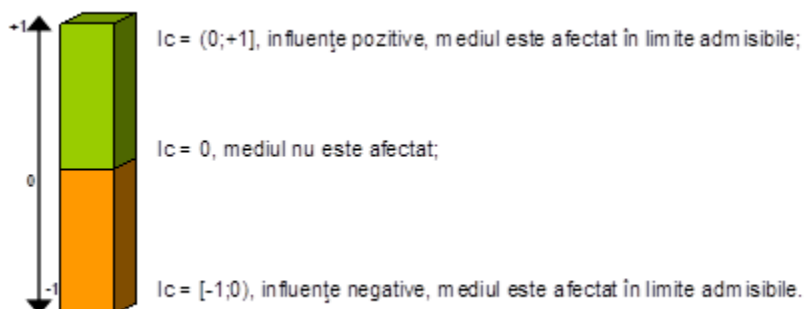 +1
Ic = (0;+1], influenţe pozitive, mediul este afectat în limite admisibile;
Ic = 0, mediul nu este afectat;
0
-1
Ic = [-1;0), influenţe negative, mediul este afectat în limite admisibile.